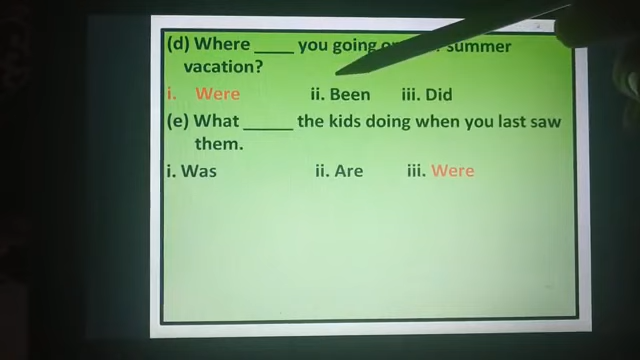 (d) Where ____ you going summer
vacation?
i. Were ii. Been iii. Did
(e) What _____ the kids doing when you last saw
them.
i. Was ii. Are iii. Were